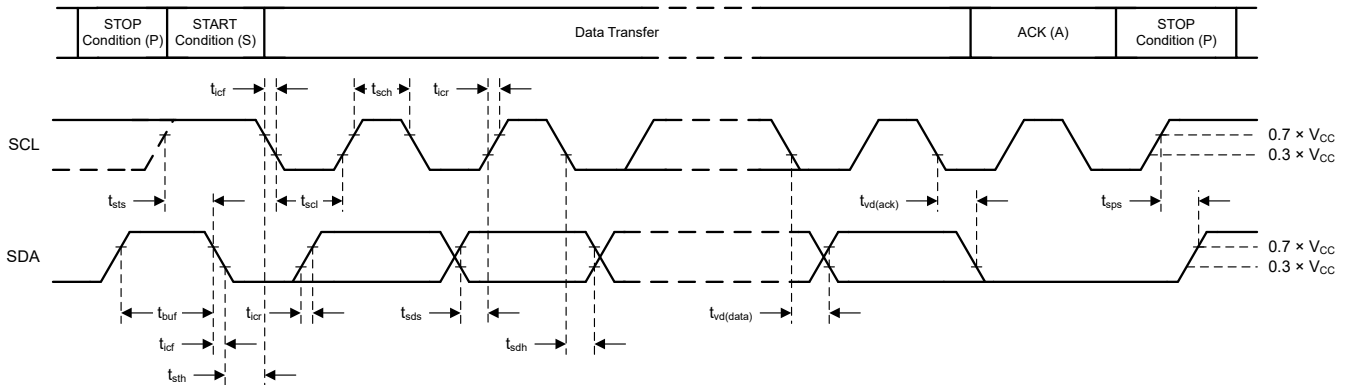 STOP
Condition (P)
START
Condition (S)
Data Transfer
ACK (A)
STOP
Condition (P)
t_icf
t_sch
t_icr
SCL
0.7 × V_CC
0.3 × V_CC
t_sts
t_scl
t_vd(ack)
t_sps
SDA
0.7 × V_CC
0.3 × V_CC
t_buf
t_icr
t_sds
t_vd(data)
t_icf
t_sdh
t_sth